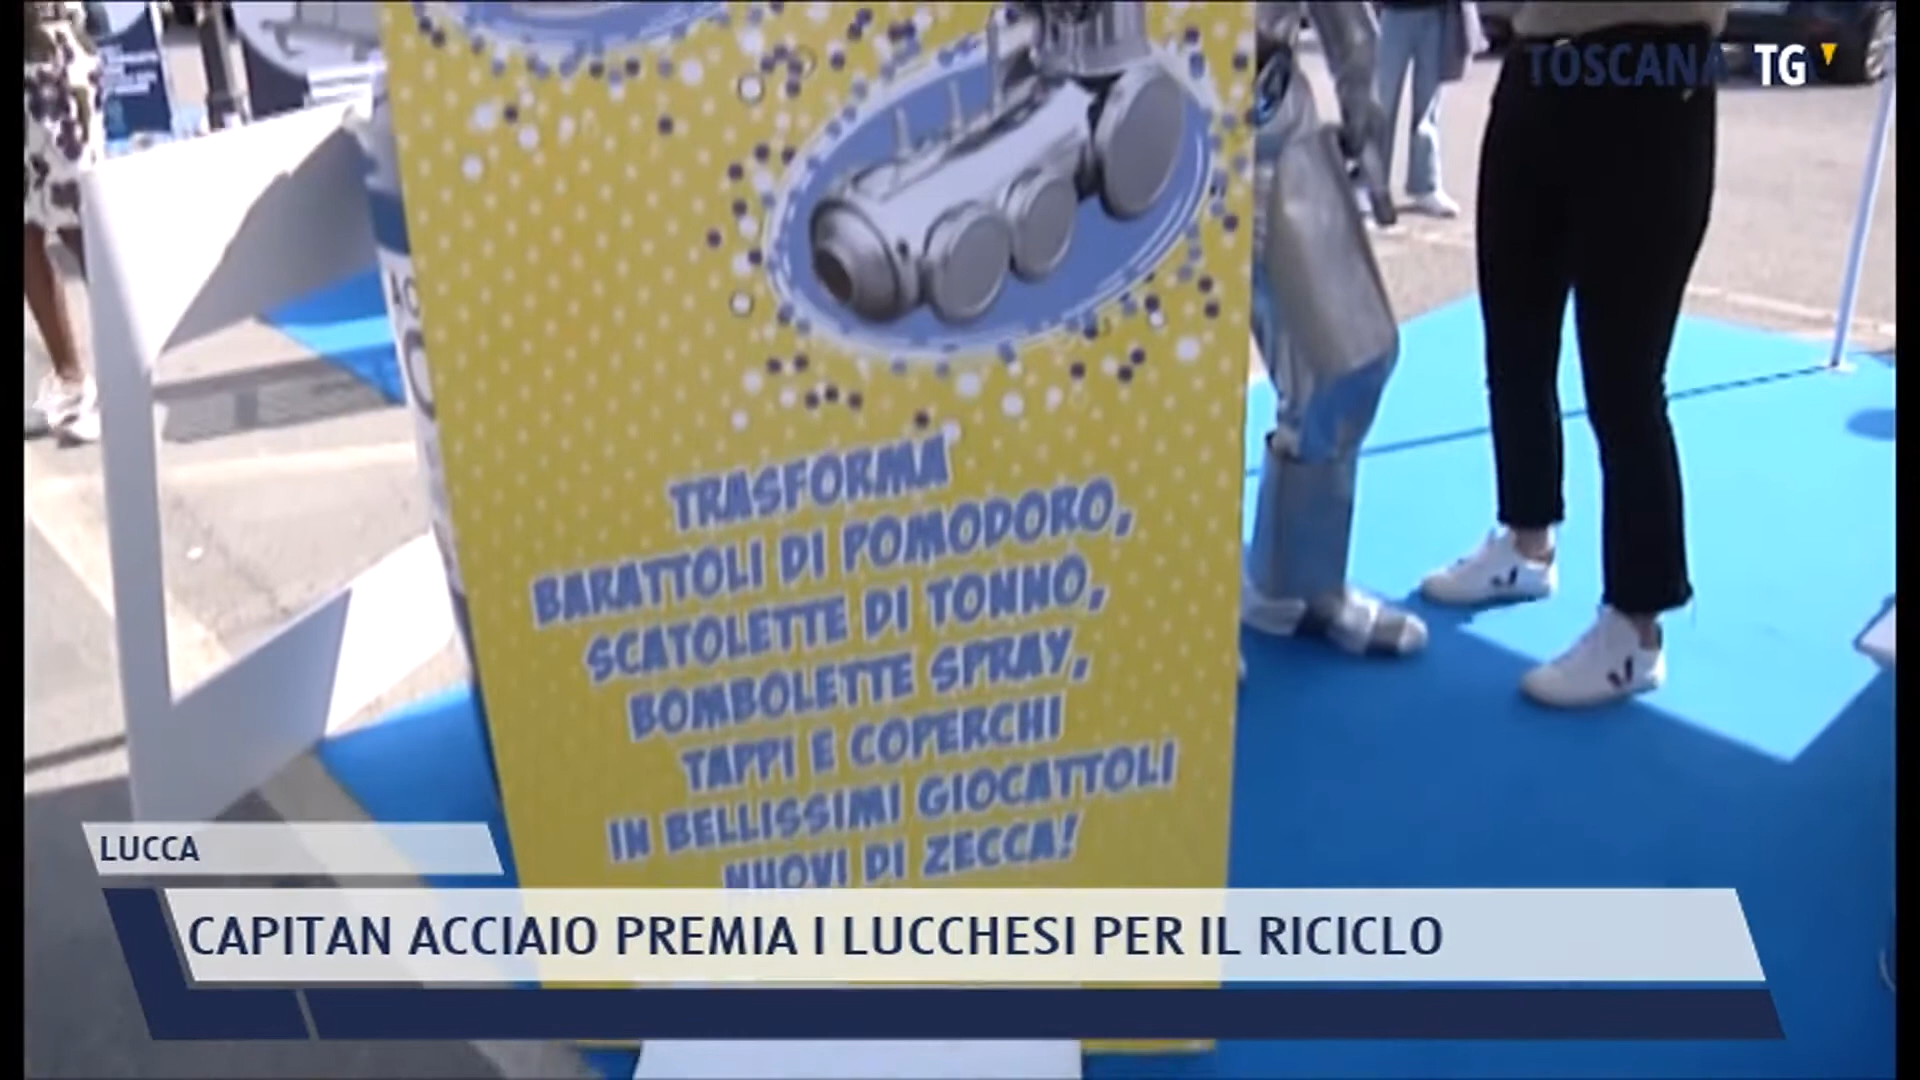 TOSCANA TG
TRASFORMA
BARATTOLI DI POMODORO,
SCATOLETTE DI TONNO,
BOMBOLETTE SPRAY,
TAPPI E COPERCHI
IN BELLISSIMI GIOCATTOLI
NUOVI DI ZECCA!
LUCCA
CAPITAN ACCIAIO PREMIA I LUCCHESI PER IL RICICLO